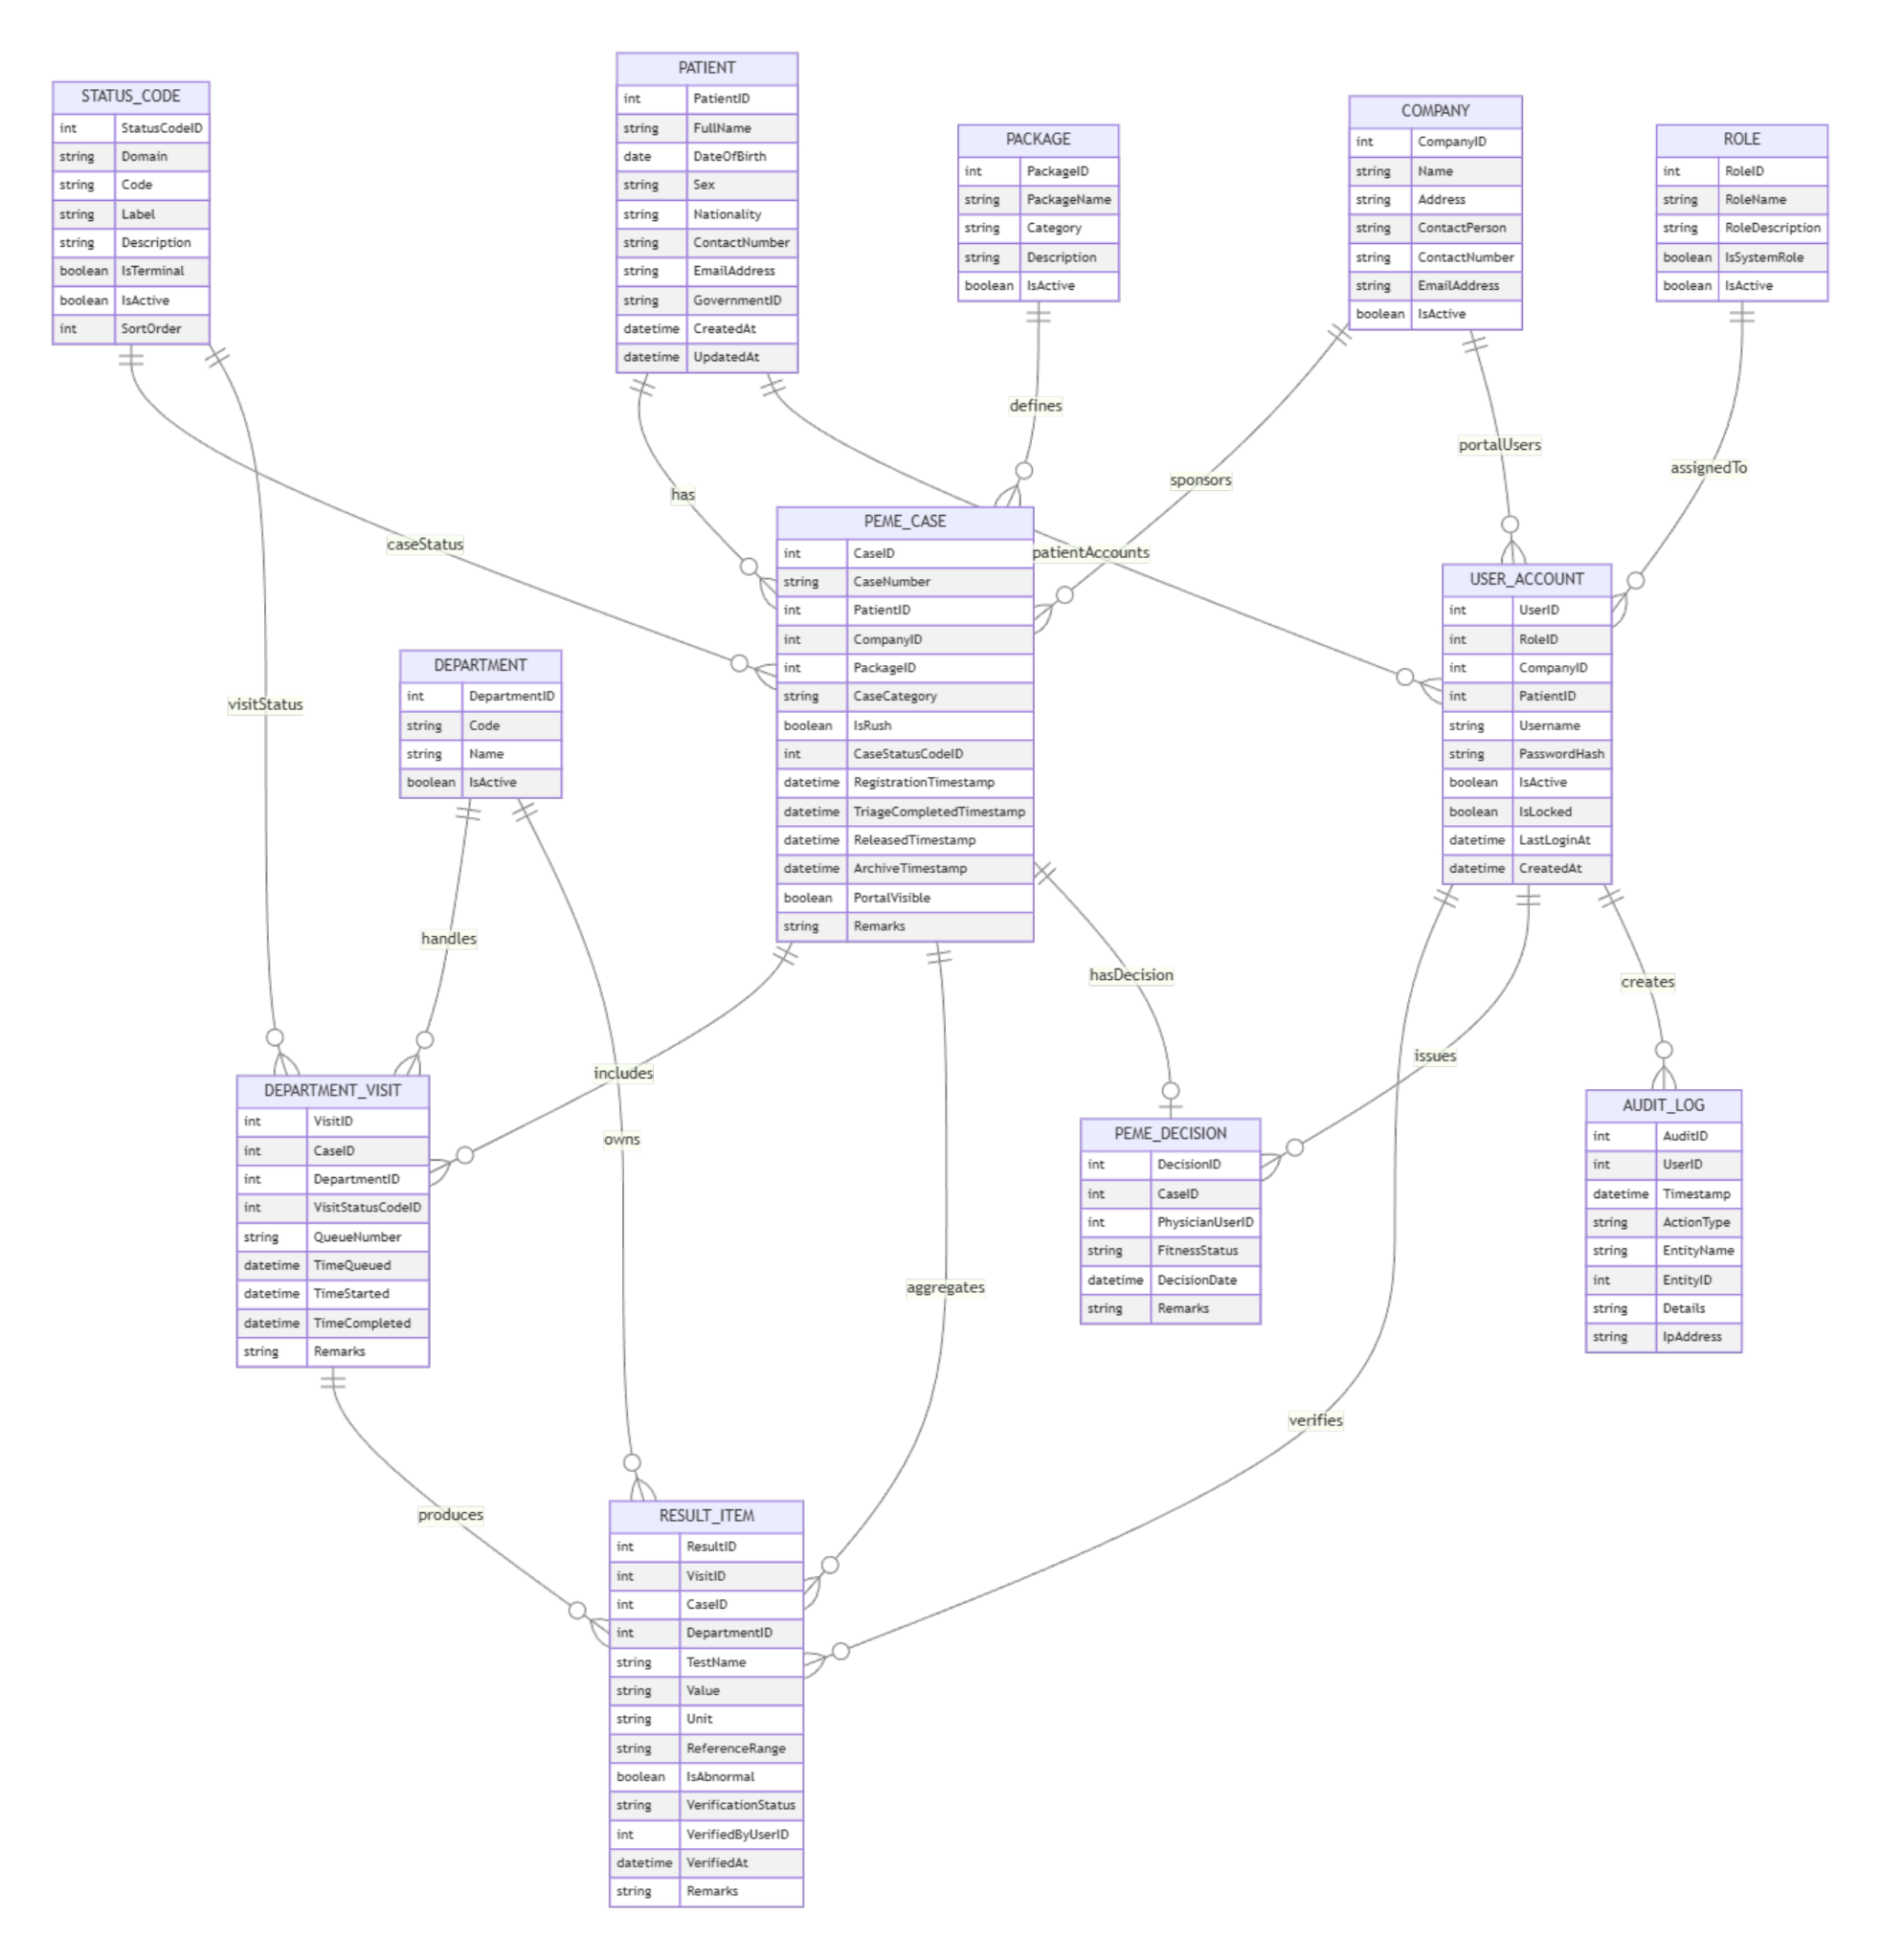 STATUS_CODE
int StatusCodeID
string Domain
string Code
string Label
string Description
boolean IsTerminal
boolean IsActive
int SortOrder
PATIENT
int PatientID
string FullName
date DateOfBirth
string Sex
string Nationality
string ContactNumber
string EmailAddress
string GovernmentID
datetime CreatedAt
datetime UpdatedAt
PACKAGE
int PackageID
string PackageName
string Category
string Description
boolean IsActive
COMPANY
int CompanyID
string Name
string Address
string ContactPerson
string ContactNumber
string EmailAddress
boolean IsActive
ROLE
int RoleID
string RoleName
string RoleDescription
boolean IsSystemRole
boolean IsActive
defines
portalUsers
assignedTo
sponsors
has
caseStatus
patientAccounts
visitStatus
PEME_CASE
int CaseID
string CaseNumber
int PatientID
int CompanyID
int PackageID
string CaseCategory
boolean IsRush
int CaseStatusCodeID
datetime RegistrationTimestamp
datetime TriageCompletedTimestamp
datetime ReleasedTimestamp
datetime ArchiveTimestamp
boolean PortalVisible
string Remarks
USER_ACCOUNT
int UserID
int RoleID
int CompanyID
int PatientID
string Username
string PasswordHash
boolean IsActive
boolean IsLocked
datetime LastLoginAt
datetime CreatedAt
DEPARTMENT
int DepartmentID
string Code
string Name
boolean IsActive
handles
hasDecision
creates
issues
includes
owns
DEPARTMENT_VISIT
int VisitID
int CaseID
int DepartmentID
int VisitStatusCodeID
string QueueNumber
datetime TimeQueued
datetime TimeStarted
datetime TimeCompleted
string Remarks
PEME_DECISION
int DecisionID
int CaseID
int PhysicianUserID
string FitnessStatus
datetime DecisionDate
string Remarks
AUDIT_LOG
int AuditID
int UserID
datetime Timestamp
string ActionType
string EntityName
int EntityID
string Details
string IpAddress
aggregates
verifies
produces
RESULT_ITEM
int ResultID
int VisitID
int CaseID
int DepartmentID
string TestName
string Value
string Unit
string ReferenceRange
boolean IsAbnormal
string VerificationStatus
int VerifiedByUserID
datetime VerifiedAt
string Remarks